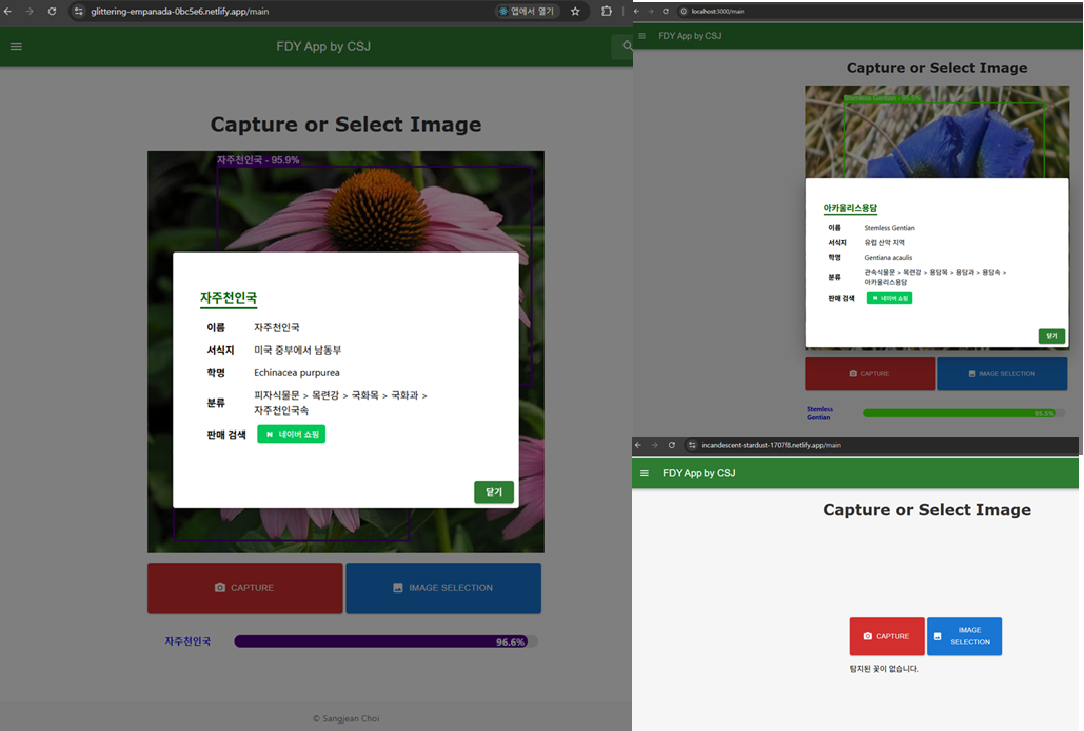 glittering-empanada-0bc5e6.netlify.app/main
앱에서 열기
FDY App by CSJ
Capture or Select Image
자주천인국 - 95.9%
자주천인국
이름 자주천인국
서식지 미국 중부에서 남동부
학명 Echinacea purpurea
분류 피자식물문 > 목련강 > 국화목 > 국화과 >
자주천인국속
판매 검색 N 네이버 쇼핑
닫기
CAPTURE
IMAGE SELECTION
자주천인국 96.6%
© Sangjean Choi
localhost:3000/main
FDY App by CSJ
Capture or Select Image
Stemless Gentian - 95.5%
아카울리스용담
이름 Stemless Gentian
서식지 유럽 산악 지역
학명 Gentiana acaulis
분류 관속식물문 > 목련강 > 용담목 > 용담과 > 용담속 >
아카울리스용담
판매 검색 N 네이버 쇼핑
닫기
CAPTURE
IMAGE SELECTION
Stemless
Gentian 95.5%
incandescent-stardust-1707f8.netlify.app/main
FDY App by CSJ
Capture or Select Image
CAPTURE
IMAGE
SELECTION
탐지된 꽃이 없습니다.